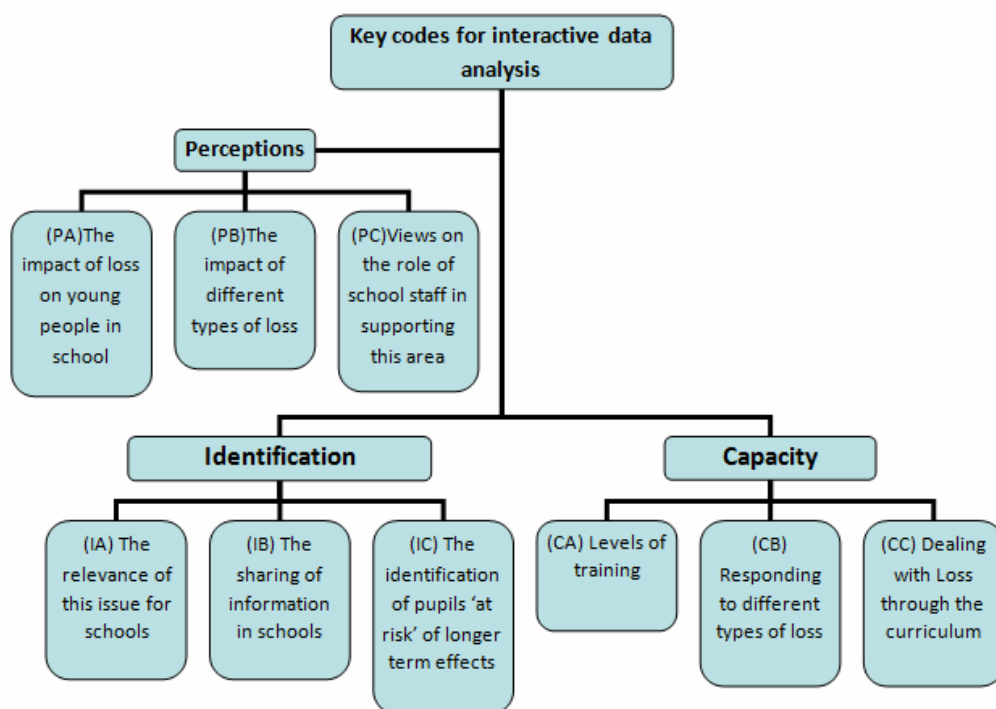 Key codes for interactive data
analysis
Perceptions
(PA)The
impact of loss
on young
people in
school
(PB)The
impact of
different
types of loss
(PC)Views on
the role of
school staff in
supporting
this area
Identification
Capacity
(IA) The
relevance of
this issue for
schools
(IB) The
sharing of
information
in schools
(IC) The
identification
of pupils ‘at
risk’ of longer
term effects
(CA) Levels of
training
(CB)
Responding
to different
types of loss
(CC) Dealing
with Loss
through the
curriculum